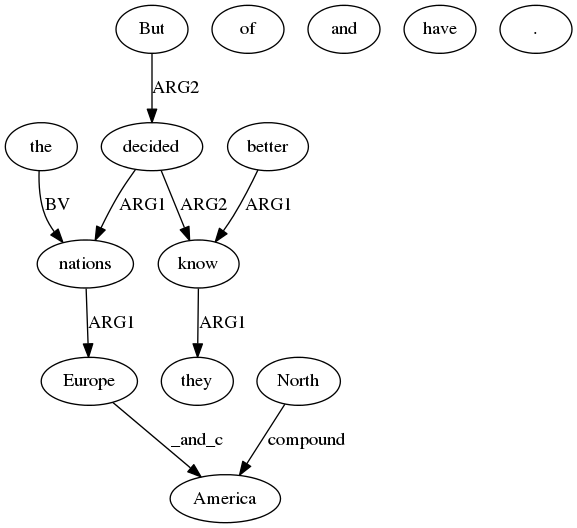 But of and have .
ARG2
the decided better
BV ARG1 ARG2 ARG1
nations know
ARG1 ARG1
Europe they North
_and_c compound
America